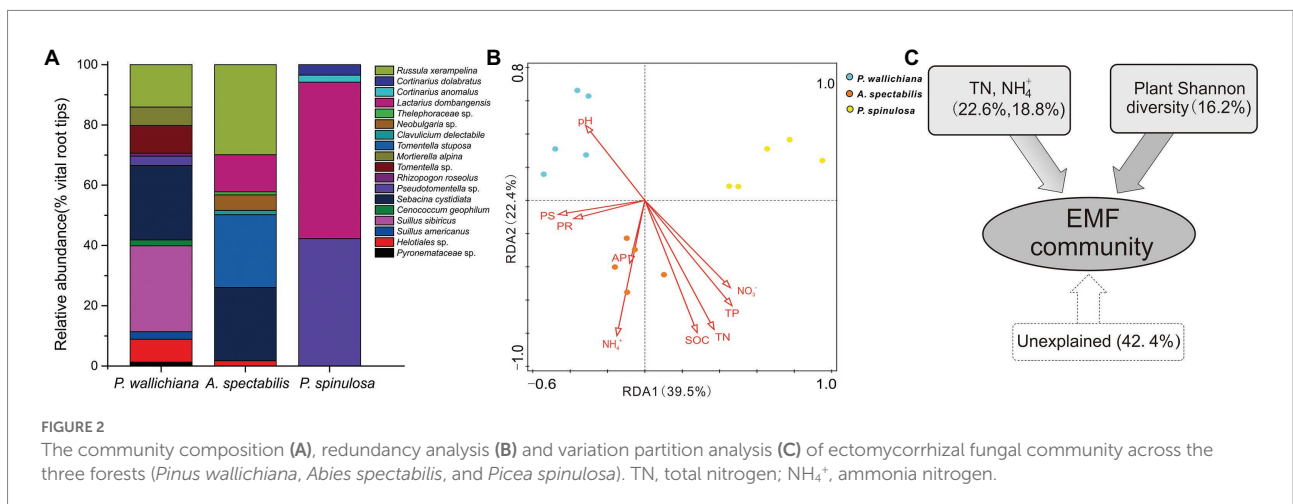 A
Relative abundance(% vital root tips)
100
80
60
40
20
0
P. wallichiana
A. spectabilis
P. spinulosa
Russula xerampelina
Cortinarius dolabratus
Cortinarius anomalus
Lactarius dombangensis
Thelephoraceae sp.
Neobulgaria sp.
Clavulicium delectabile
Tomentella stuposa
Mortierella alpina
Tomentella sp.
Rhizopogon roseolus
Pseudotomentella sp.
Sebacina cystidiata
Cenococcum geophilum
Suillus sibiricus
Suillus americanus
Helotiales sp.
Pyronemataceae sp.
B
0.8
1.0
RDA2 (22.4%)
pH
PS
PR
AP
NH₄⁺
SOC
TN
TP
NO₃⁻
−1.0
−0.6
1.0
RDA1 (39.5%)
P. wallichiana
A. spectabilis
P. spinulosa
C
TN, NH₄⁺
(22.6%,18.8%)
Plant Shannon
diversity(16.2%)
EMF
community
Unexplained (42.4%)
FIGURE 2
The community composition (A), redundancy analysis (B) and variation partition analysis (C) of ectomycorrhizal fungal community across the
three forests (Pinus wallichiana, Abies spectabilis, and Picea spinulosa). TN, total nitrogen; NH₄⁺, ammonia nitrogen.